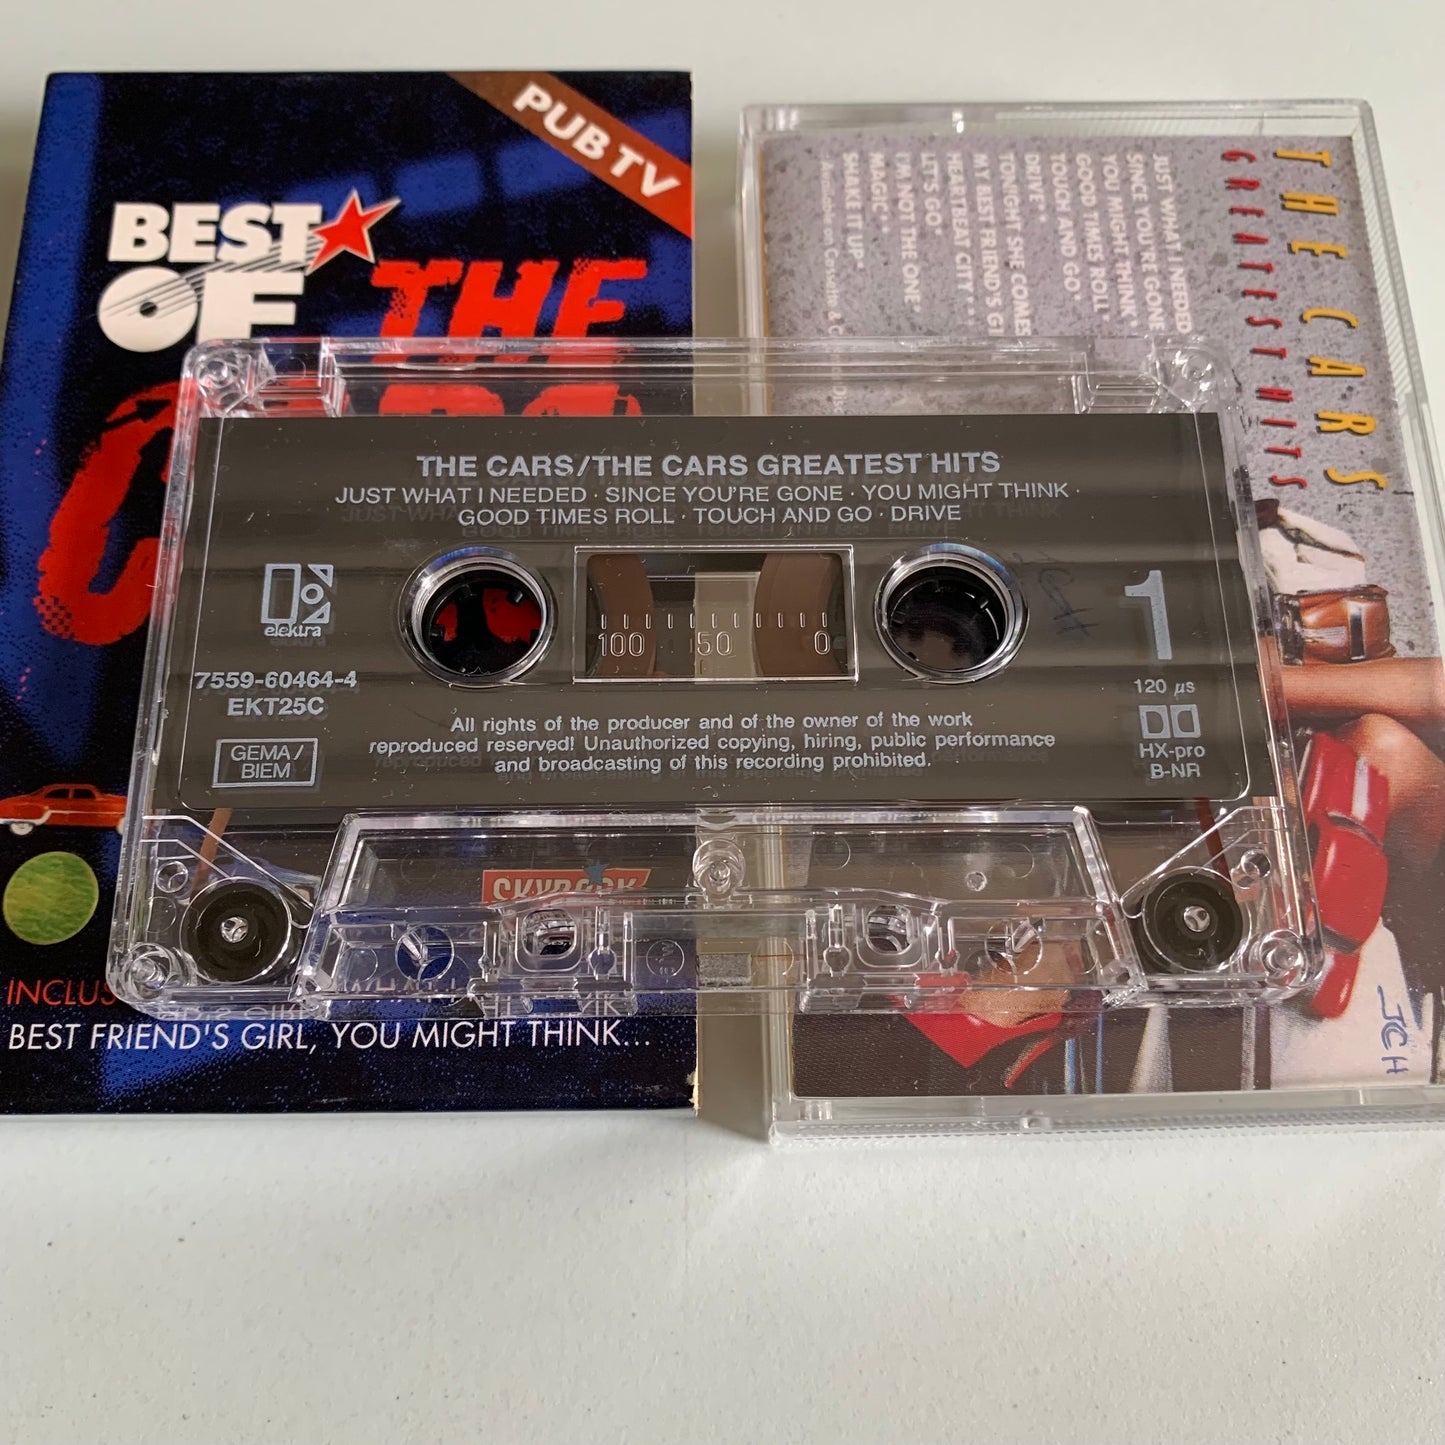 PUB TV
BEST
OF
THE
INCLUS
BEST FRIEND'S GIRL, YOU MIGHT THINK...
THE CARS/THE CARS GREATEST HITS
JUST WHAT I NEEDED · SINCE YOU'RE GONE · YOU MIGHT THINK ·
GOOD TIMES ROLL · TOUCH AND GO · DRIVE
elektra
7559-60464-4
EKT25C
GEMA/
BIEM
100 50 0
1
120 µs
HX-pro
B-NR
All rights of the producer and of the owner of the work
reproduced reserved! Unauthorized copying, hiring, public performance
and broadcasting of this recording prohibited.
SKYROCK
THE CARS
GREATEST HITS
JUST WHAT I NEEDED
SINCE YOU'RE GONE
YOU MIGHT THINK*
GOOD TIMES ROLL*
TOUCH AND GO*
DRIVE**
TONIGHT SHE COMES
MY BEST FRIEND'S GI
HEARTBEAT CITY***
LET'S GO*
I'M NOT THE ONE*
MAGIC**
SHAKE IT UP*
Available on Cassette & C
JCH